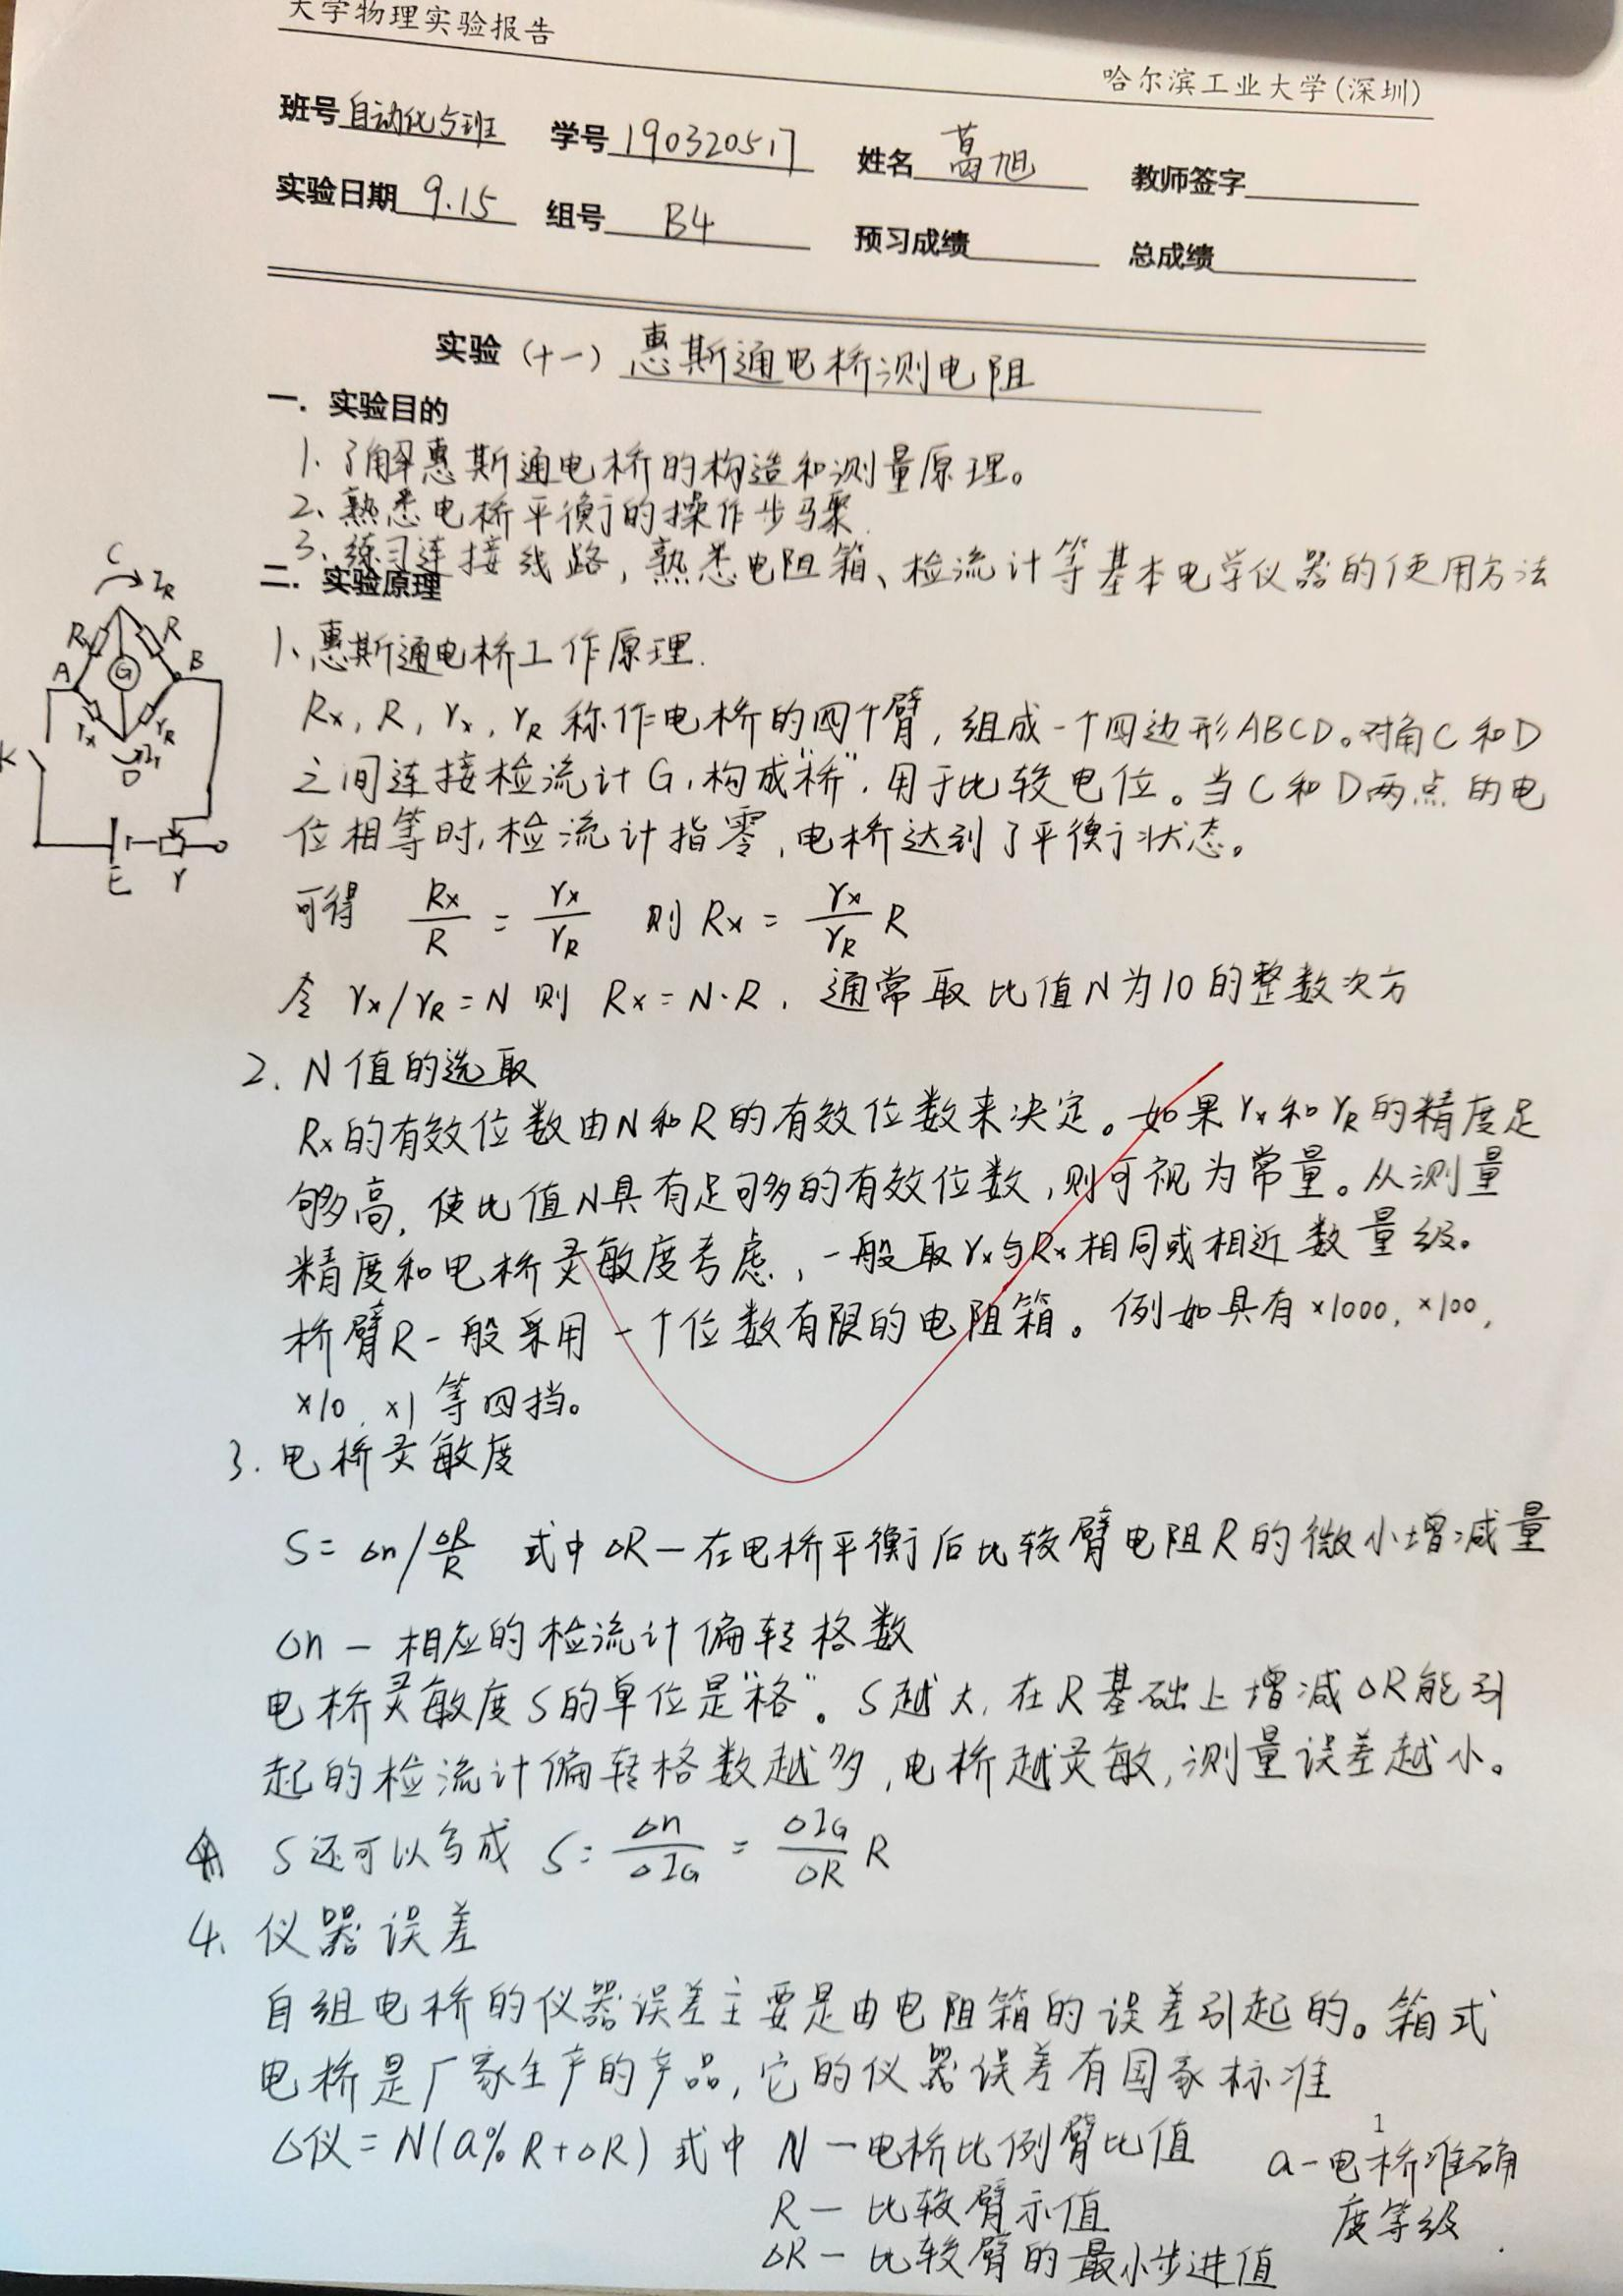 大学物理实验报告
哈尔滨工业大学(深圳)
班号 自动化5班 学号 190320517 姓名 葛旭 教师签字
实验日期 9.15 组号 B4 预习成绩 总成绩
实验 (十一) 惠斯通电桥测电阻
一. 实验目的
1. 了解惠斯通电桥的构造和测量原理。
2、熟悉电桥平衡的操作步骤.
3、练习连接线路,熟悉电阻箱、检流计等基本电学仪器的使用方法
二. 实验原理
C
I_R
R R
A G B
r_x r_R
D
K
E r
1、惠斯通电桥工作原理.
Rx, R, r_x, r_R 称作电桥的四个臂,组成一个四边形ABCD。对角C和D
之间连接检流计G,构成“桥”,用于比较电位。当C和D两点的电
位相等时,检流计指零,电桥达到了平衡状态。
可得 Rx/R = r_x/r_R 则 Rx = r_x/r_R R
令 r_x/r_R = N 则 Rx = N·R, 通常取比值N为10的整数次方
2. N值的选取
Rx的有效位数由N和R的有效位数来决定。如果r_x和r_R的精度足
够高,使比值N具有足够多的有效位数,则可视为常量。从测量
精度和电桥灵敏度考虑,一般取r_x与Rx相同或相近数量级。
桥臂R一般采用一个位数有限的电阻箱。例如具有×1000, ×100,
×10, ×1等四挡。
3. 电桥灵敏度
S = Δn/(ΔR/R) 式中ΔR—在电桥平衡后比较臂电阻R的微小增减量
Δn — 相应的检流计偏转格数
电桥灵敏度S的单位是“格”。S越大,在R基础上增减ΔR能引
起的检流计偏转格数越多,电桥越灵敏,测量误差越小。
S还可以写成 S = Δn/ΔI_G = ΔI_G/ΔR R
4、仪器误差
自组电桥的仪器误差主要是由电阻箱的误差引起的。箱式
电桥是厂家生产的产品,它的仪器误差有国家标准
Δ仪 = N(a% R+ΔR) 式中 N —电桥比例臂比值 a—电桥准确
度等级
R — 比较臂示值
ΔR — 比较臂的最小步进值
1